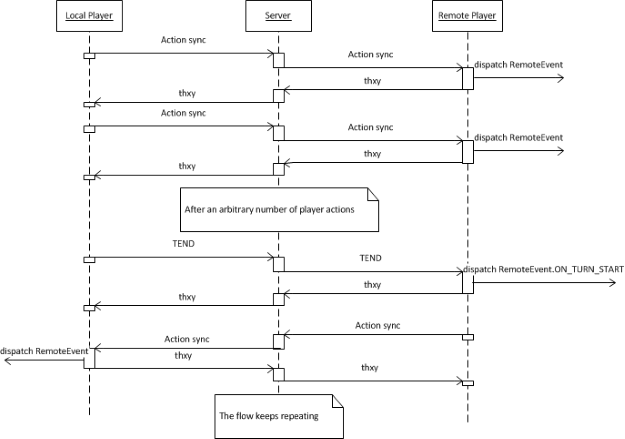 Local Player
Server
Remote Player
Action sync
Action sync
dispatch RemoteEvent
thxy
thxy
Action sync
Action sync
dispatch RemoteEvent
thxy
thxy
After an arbitrary number of player actions
TEND
TEND
dispatch RemoteEvent.ON_TURN_START
thxy
thxy
Action sync
Action sync
dispatch RemoteEvent
thxy
thxy
The flow keeps repeating